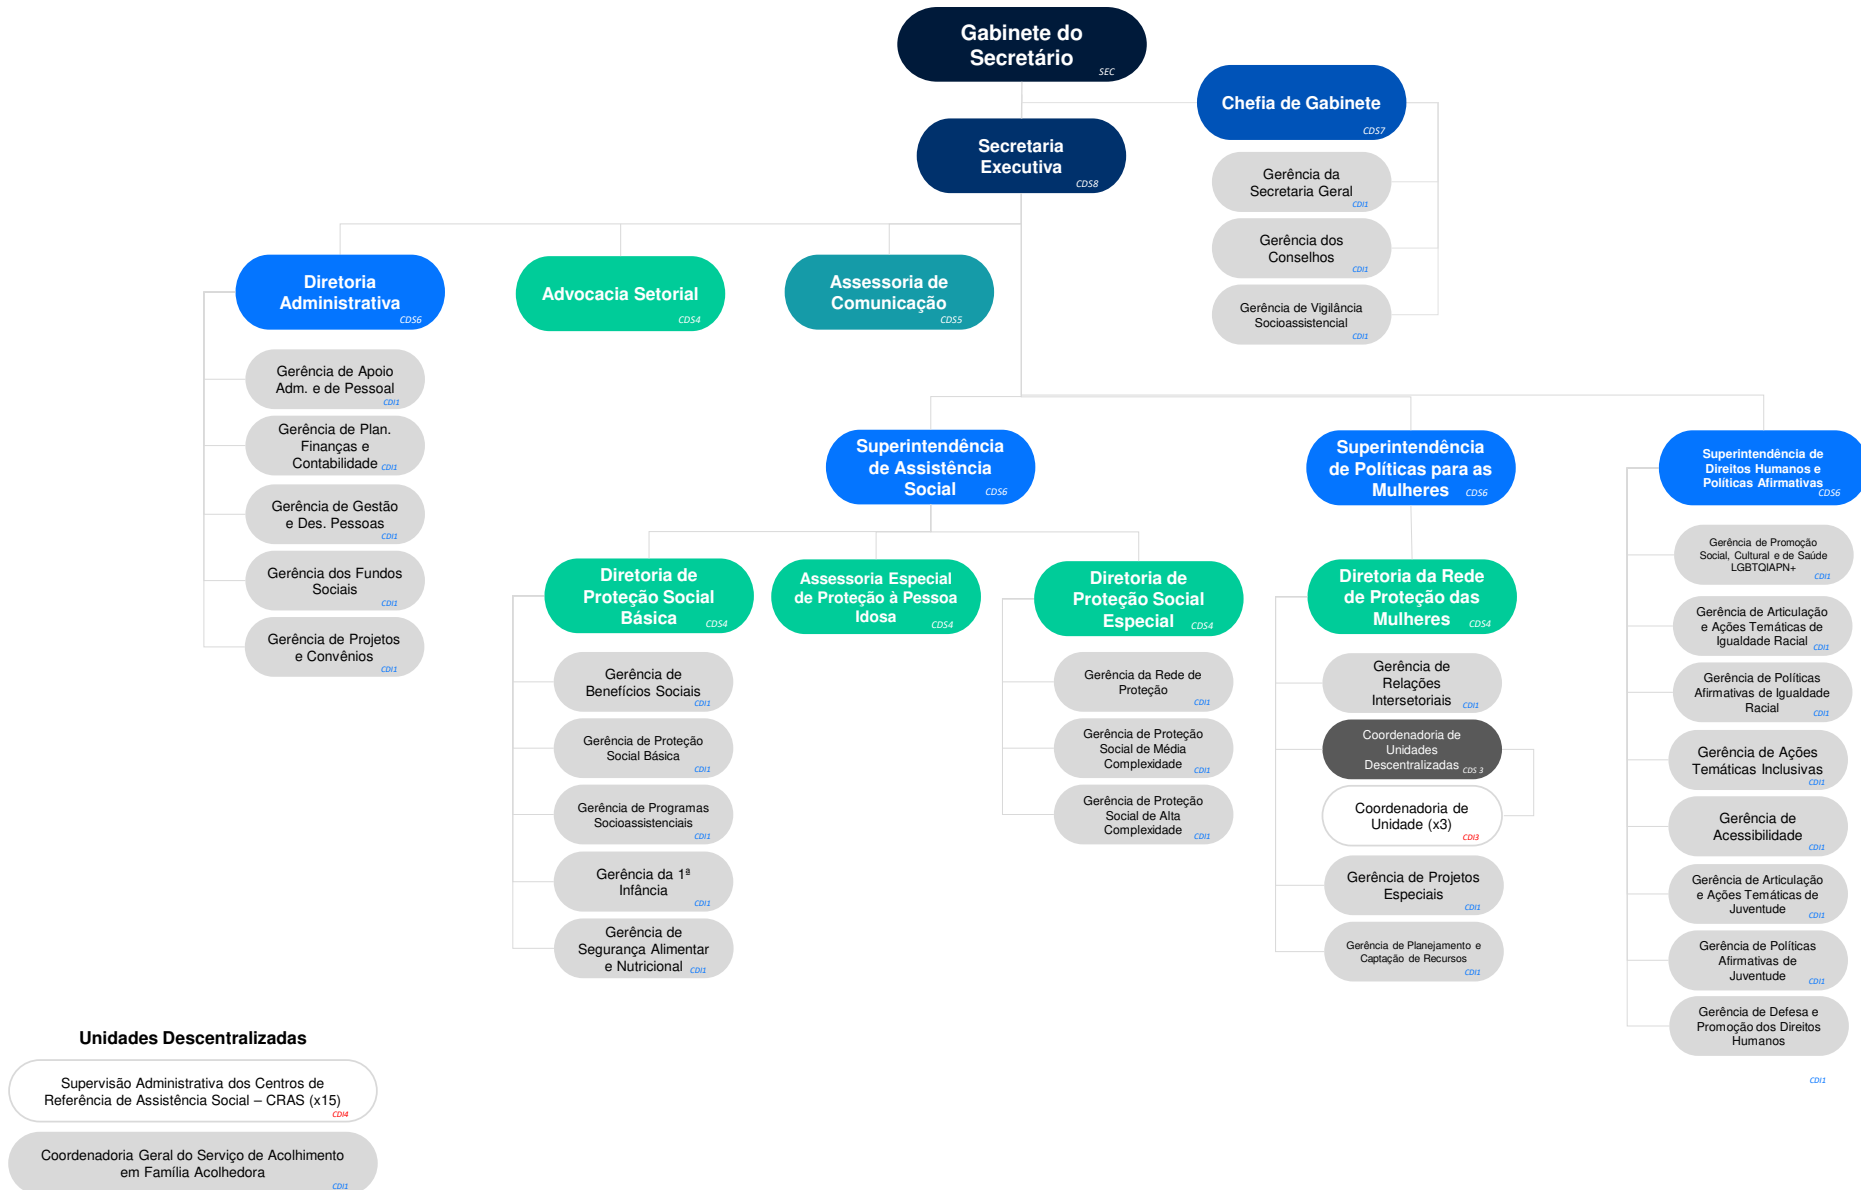 Gabinete do
Secretário
SEC
Chefia de Gabinete
CDS7
Secretaria
Executiva
CDS8
Gerência da
Secretaria Geral
CDI1
Gerência dos
Conselhos
CDI1
Gerência de Vigilância
Socioassistencial
CDI1
Diretoria
Administrativa
CDS6
Advocacia Setorial
CDS4
Assessoria de
Comunicação
CDS5
Gerência de Apoio
Adm. e de Pessoal
CDI1
Gerência de Plan.
Finanças e
Contabilidade CDI1
Gerência de Gestão
e Des. Pessoas
CDI1
Gerência dos Fundos
Sociais
CDI1
Gerência de Projetos
e Convênios
CDI1
Superintendência
de Assistência
Social CDS6
Superintendência
de Políticas para as
Mulheres CDS6
Superintendência de
Direitos Humanos e
Políticas Afirmativas
CDS6
Diretoria de
Proteção Social
Básica CDS4
Assessoria Especial
de Proteção à Pessoa
Idosa
CDS4
Diretoria de
Proteção Social
Especial CDS4
Diretoria da Rede
de Proteção das
Mulheres CDS4
Gerência de
Benefícios Sociais
CDI1
Gerência de Proteção
Social Básica
CDI1
Gerência de Programas
Socioassistenciais
CDI1
Gerência da 1ª
Infância
CDI1
Gerência de
Segurança Alimentar
e Nutricional CDI1
Gerência da Rede de
Proteção
CDI1
Gerência de Proteção
Social de Média
Complexidade CDI1
Gerência de Proteção
Social de Alta
Complexidade CDI1
Gerência de
Relações
Intersetoriais CDI1
Coordenadoria de
Unidades
Descentralizadas CDS 3
Coordenadoria de
Unidade (x3)
CDI3
Gerência de Projetos
Especiais
CDI1
Gerência de Planejamento e
Captação de Recursos
CDI1
Gerência de Promoção
Social, Cultural e de Saúde
LGBTQIAPN+
CDI1
Gerência de Articulação
e Ações Temáticas de
Igualdade Racial CDI1
Gerência de Políticas
Afirmativas de Igualdade
Racial CDI1
Gerência de Ações
Temáticas Inclusivas
CDI1
Gerência de
Acessibilidade
CDI1
Gerência de Articulação
e Ações Temáticas de
Juventude CDI1
Gerência de Políticas
Afirmativas de
Juventude CDI1
Gerência de Defesa e
Promoção dos Direitos
Humanos
CDI1
Unidades Descentralizadas
Supervisão Administrativa dos Centros de
Referência de Assistência Social – CRAS (x15)
CDI4
Coordenadoria Geral do Serviço de Acolhimento
em Família Acolhedora
CDI1